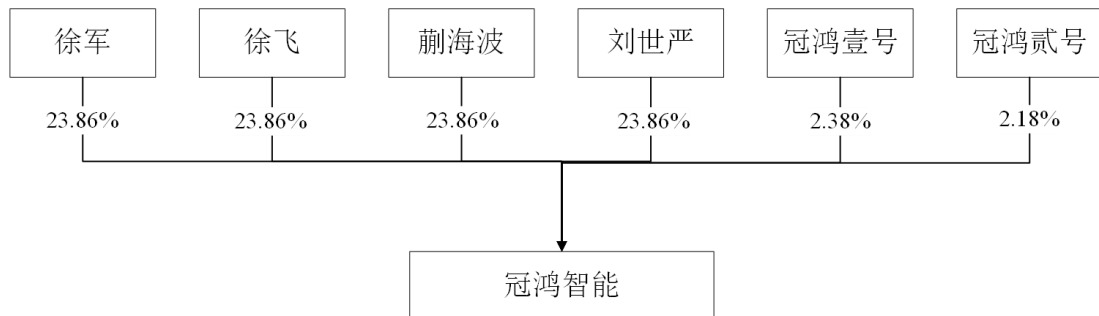 徐军
徐飞
蒯海波
刘世严
冠鸿壹号
冠鸿贰号
23.86%
23.86%
23.86%
23.86%
2.38%
2.18%
冠鸿智能